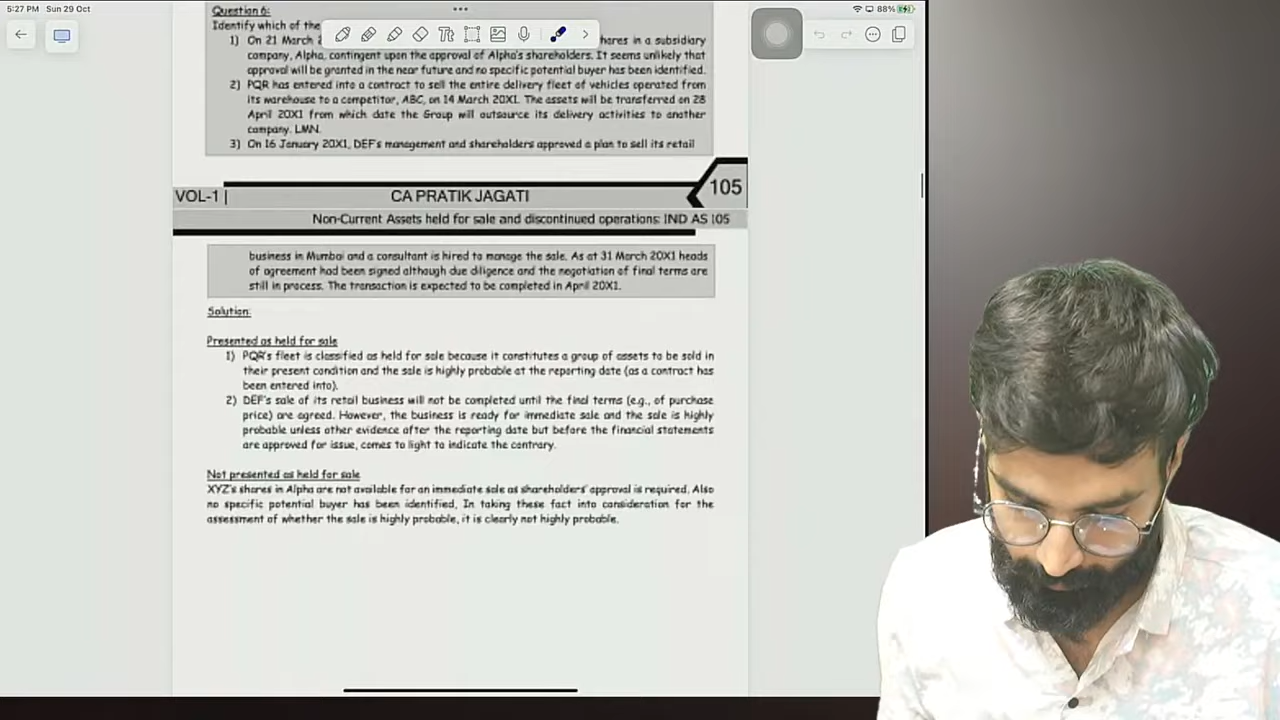 5:27 PM Sun 29 Oct
88%
Question 6:
Identify which of the
1) On 21 March hares in a subsidiary
company, Alpha, contingent upon the approval of Alpha's shareholders. It seems unlikely that
approval will be granted in the near future and no specific potential buyer has been identified.
2) PQR has entered into a contract to sell the entire delivery fleet of vehicles operated from
its warehouse to a competitor, ABC, on 14 March 20X1. The assets will be transferred on 28
April 20X1 from which date the Group will outsource its delivery activities to another
company. LMN.
3) On 16 January 20X1, DEF's management and shareholders approved a plan to sell its retail
VOL-1 | CA PRATIK JAGATI 105
Non-Current Assets held for sale and discontinued operations: IND AS 105
business in Mumbai and a consultant is hired to manage the sale. As at 31 March 20X1 heads
of agreement had been signed although due diligence and the negotiation of final terms are
still in process. The transaction is expected to be completed in April 20X1.
Solution:
Presented as held for sale
1) PQR's fleet is classified as held for sale because it constitutes a group of assets to be sold in
their present condition and the sale is highly probable at the reporting date (as a contract has
been entered into).
2) DEF's sale of its retail business will not be completed until the final terms (e.g., of purchase
price) are agreed. However, the business is ready for immediate sale and the sale is highly
probable unless other evidence after the reporting date but before the financial statements
are approved for issue, comes to light to indicate the contrary.
Not presented as held for sale
XYZ's shares in Alpha are not available for an immediate sale as shareholders' approval is required. Also
no specific potential buyer has been identified. In taking these fact into consideration for the
assessment of whether the sale is highly probable, it is clearly not highly probable.